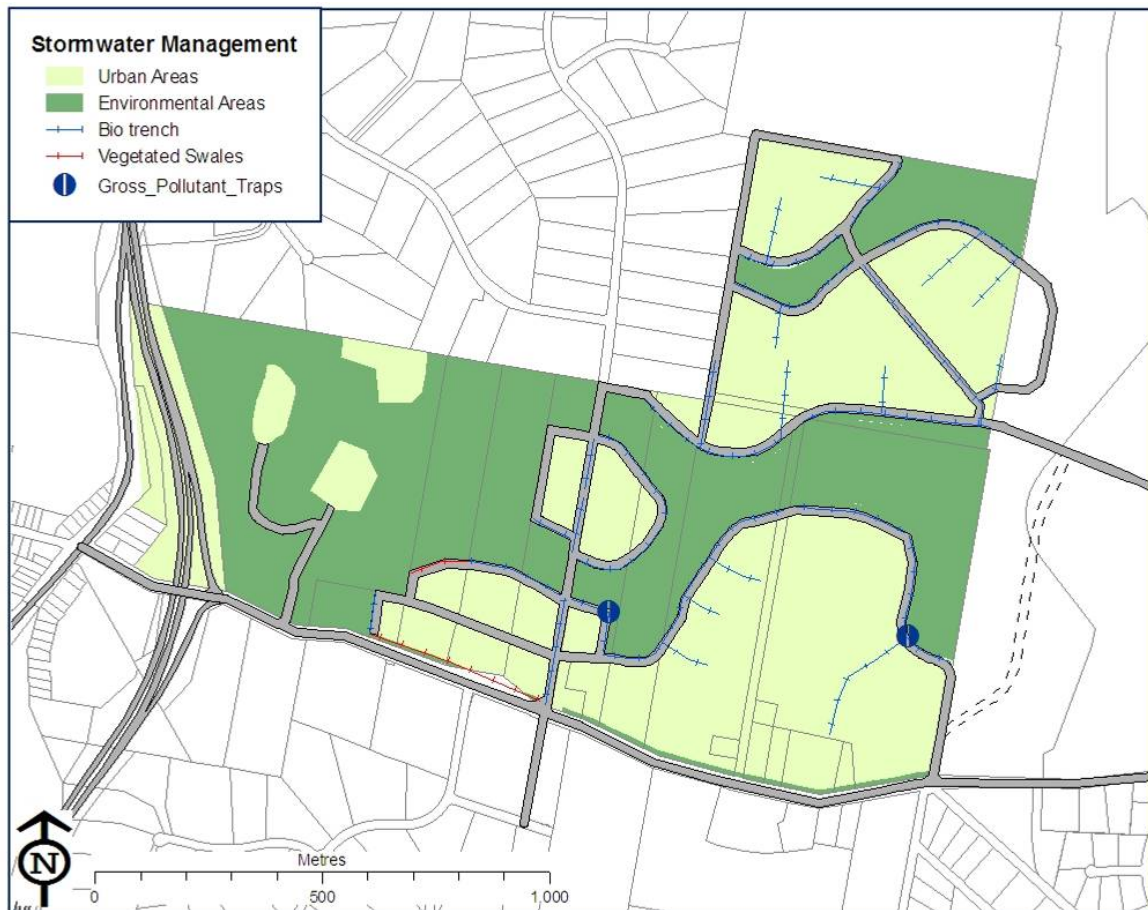 Stormwater Management
Urban Areas
Environmental Areas
Bio trench
Vegetated Swales
Gross_Pollutant_Traps
N
Metres
0 500 1,000